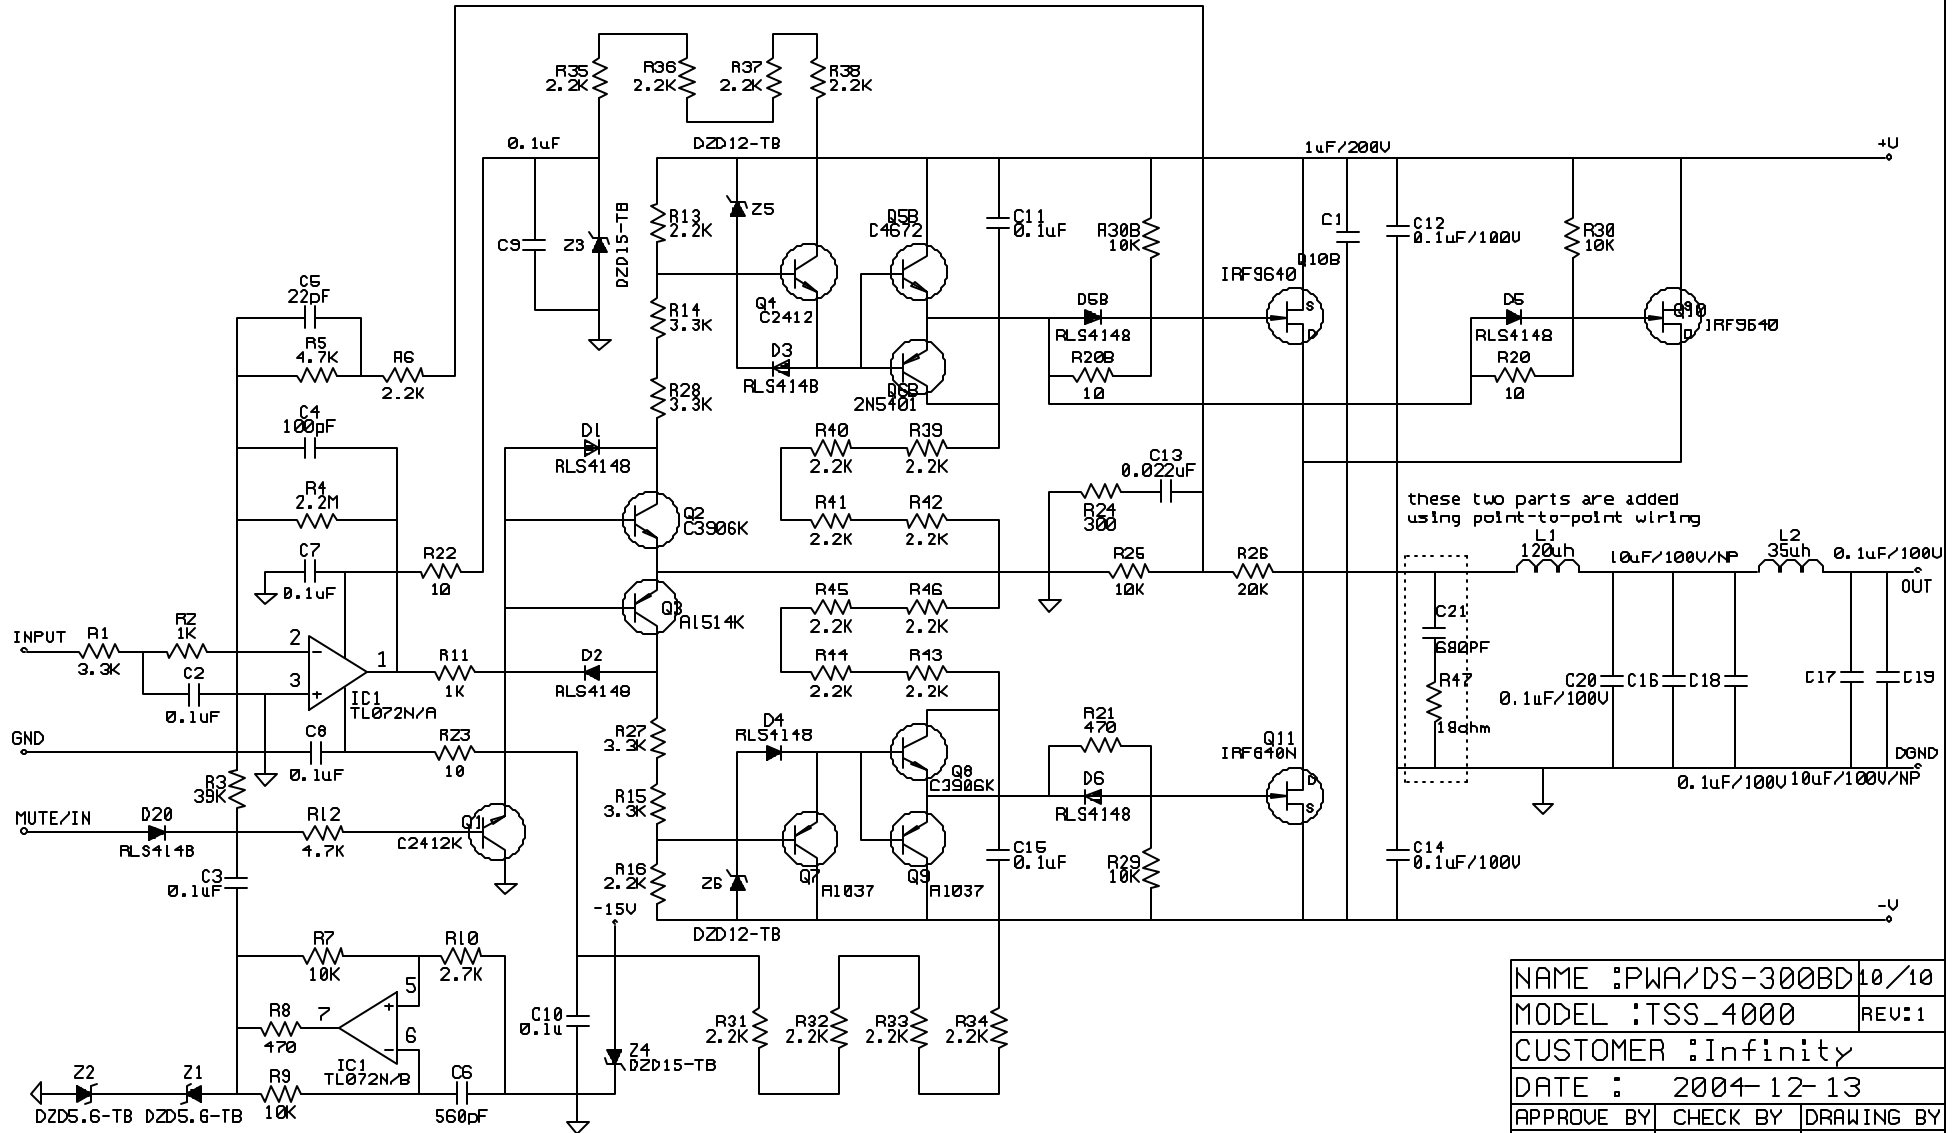 R35
2.2K
R36
2.2K
R37
2.2K
R38
2.2K
0.1uF
DZD12-TB
1uF/200V
+V
C9
Z3
DZD15-TB
R13
2.2K
Z5
Q5B
C4672
C11
0.1uF
R30B
10K
C1
C12
0.1uF/100V
R30
10K
IRF9640
Q10B
S
D
C5
22pF
R14
3.3K
Q4
C2412
D5B
RLS4148
D5
RLS4148
Q10
IRF9640
S
D
R5
4.7K
R6
2.2K
D3
RLS414B
R20B
10
R20
10
R28
3.3K
Q6B
2N5401
C4
100pF
D1
RLS4148
R40
2.2K
R39
2.2K
C13
0.022uF
R4
2.2M
Q2
C3906K
R41
2.2K
R42
2.2K
R24
300
these two parts are added
using point-to-point wiring
C7
0.1uF
R22
10
R25
10K
R26
20K
L1
120uh
10uF/100V/NP
L2
35uh
0.1uF/100V
OUT
Q3
A1514K
R45
2.2K
R46
2.2K
C21
680PF
INPUT
R1
3.3K
R2
1K
2
3
1
C2
0.1uF
IC1
TL072N/A
R11
1K
D2
RLS4148
R44
2.2K
R43
2.2K
R47
18ohm
C20
0.1uF/100V
C16
C18
C17
C19
GND
C8
0.1uF
R23
10
R27
3.3K
D4
RLS4148
Q8
C3906K
R21
470
D6
RLS4148
Q11
IRF640N
D
S
DGND
0.1uF/100V
10uF/100V/NP
R3
39K
MUTE/IN
D20
RLS414B
R12
4.7K
Q1
C2412K
R15
3.3K
C3
0.1uF
R16
2.2K
Z6
Q7
A1037
Q9
A1037
C15
0.1uF
R29
10K
C14
0.1uF/100V
-15V
DZD12-TB
-V
R7
10K
R10
2.7K
5
R8
470
7
6
IC1
TL072N/B
C10
0.1u
Z4
DZD15-TB
R31
2.2K
R32
2.2K
R33
2.2K
R34
2.2K
Z2
DZD5.6-TB
Z1
DZD5.6-TB
R9
10K
C6
560pF
NAME :PWA/DS-300BD 10/10
MODEL :TSS_4000 REV:1
CUSTOMER :Infinity
DATE : 2004-12-13
APPROVE BY CHECK BY DRAWING BY